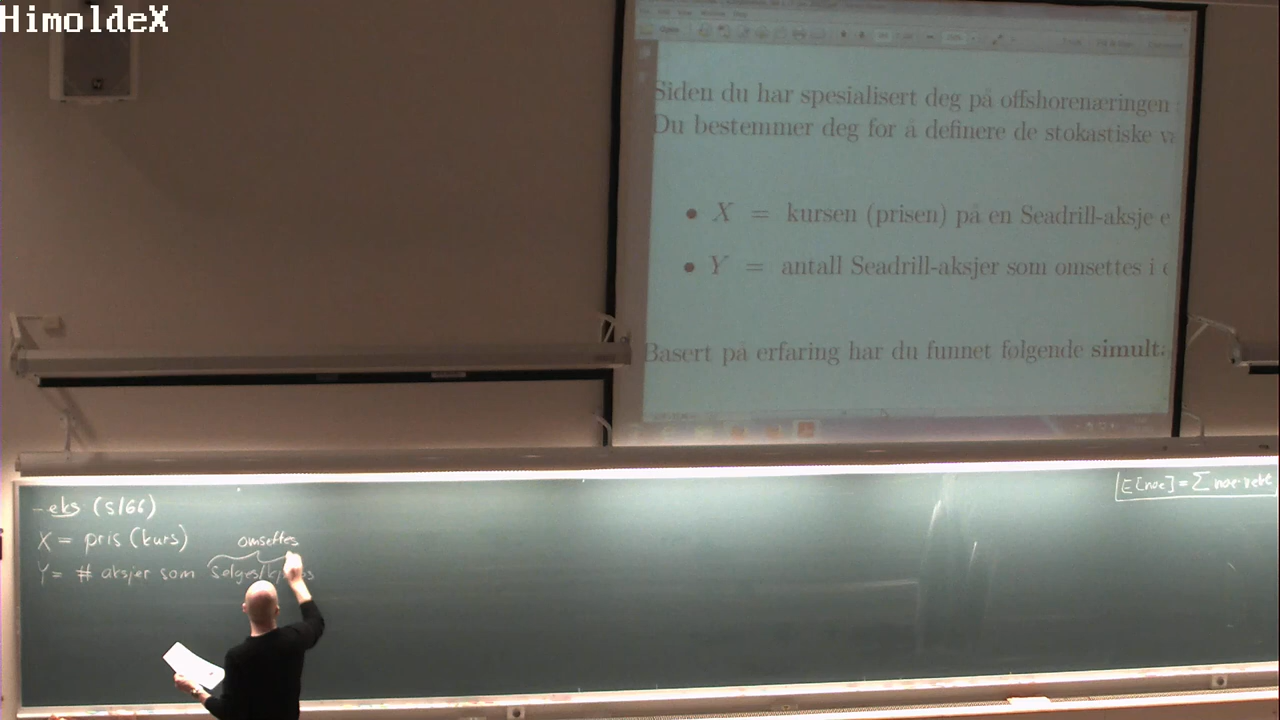 HimoldeX
Siden du har spesialisert deg på offshorenæringen
Du bestemmer deg for å definere de stokastiske
• X = kursen (prisen) på en Seadrill-aksje e
• Y = antall Seadrill-aksjer som omsettes i
Basert på erfaring har du funnet følgende simult
E[noe] = Σ noe·vekt
- eks (s166)
X = pris (kurs)
omsettes
Y = # aksjer som selges/